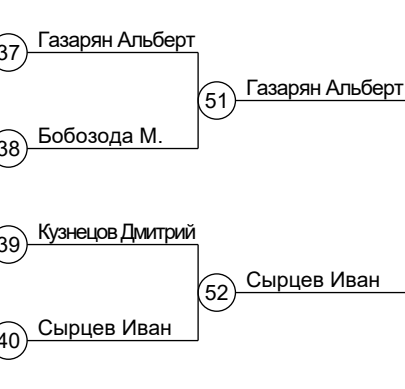 37 Газарян Альберт
51 Газарян Альберт
38 Бобозода М.
39 Кузнецов Дмитрий
52 Сырцев Иван
40 Сырцев Иван